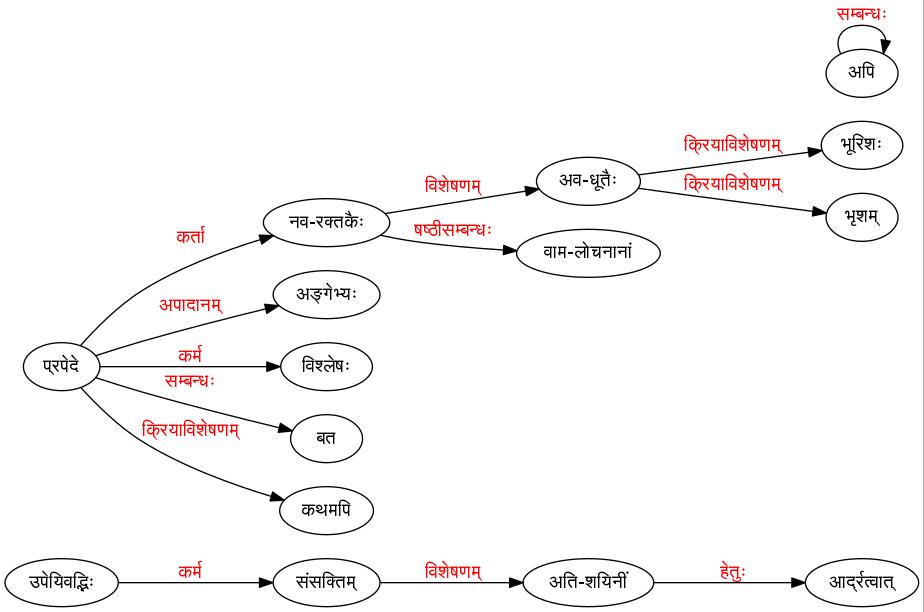 सम्बन्धः
अपि
क्रियाविशेषणम्
भूरिशः
विशेषणम्
अव-धूतैः
क्रियाविशेषणम्
भृशम्
नव-रक्तकैः
षष्ठीसम्बन्धः
वाम-लोचनानां
कर्ता
अपादानम्
अङ्गेभ्यः
प्रपेदे
कर्म
विश्लेषः
सम्बन्धः
बत
क्रियाविशेषणम्
कथमपि
उपेयिवद्भिः
कर्म
संसक्तिम्
विशेषणम्
अति-शयिनीं
हेतुः
आर्द्रत्वात्